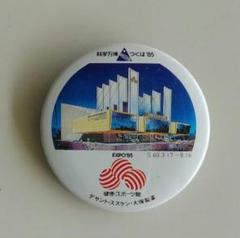 科学万博 つくば'85
S 60.3.17-9.16
EXPO'85
健康・スポーツ館
デサント・スズケン・大塚製薬